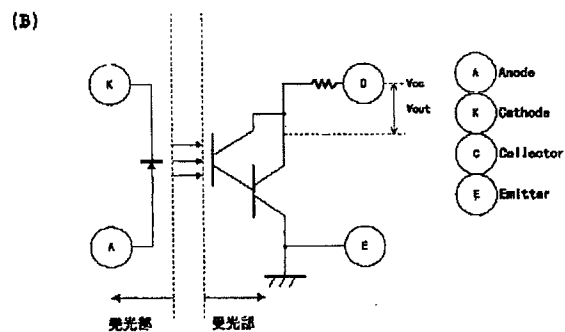 (B)
K
D
Vcc
Vout
A Anode
K Cathode
C Collector
E Emitter
A
E
発光部
受光部